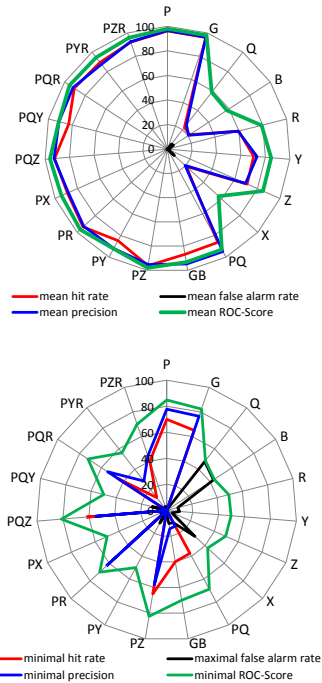 P
100
PZR
G
PYR
80
Q
60
PQR
B
40
PQY
20
R
PQZ
0
Y
PX
Z
PR
X
PY
PQ
PZ
GB
mean hit rate
mean false alarm rate
mean precision
mean ROC-Score
P
100
PZR
G
80
PYR
Q
60
PQR
B
40
PQY
20
R
PQZ
0
Y
PX
Z
PR
X
PY
PQ
PZ
GB
minimal hit rate
maximal false alarm rate
minimal precision
minimal ROC-Score